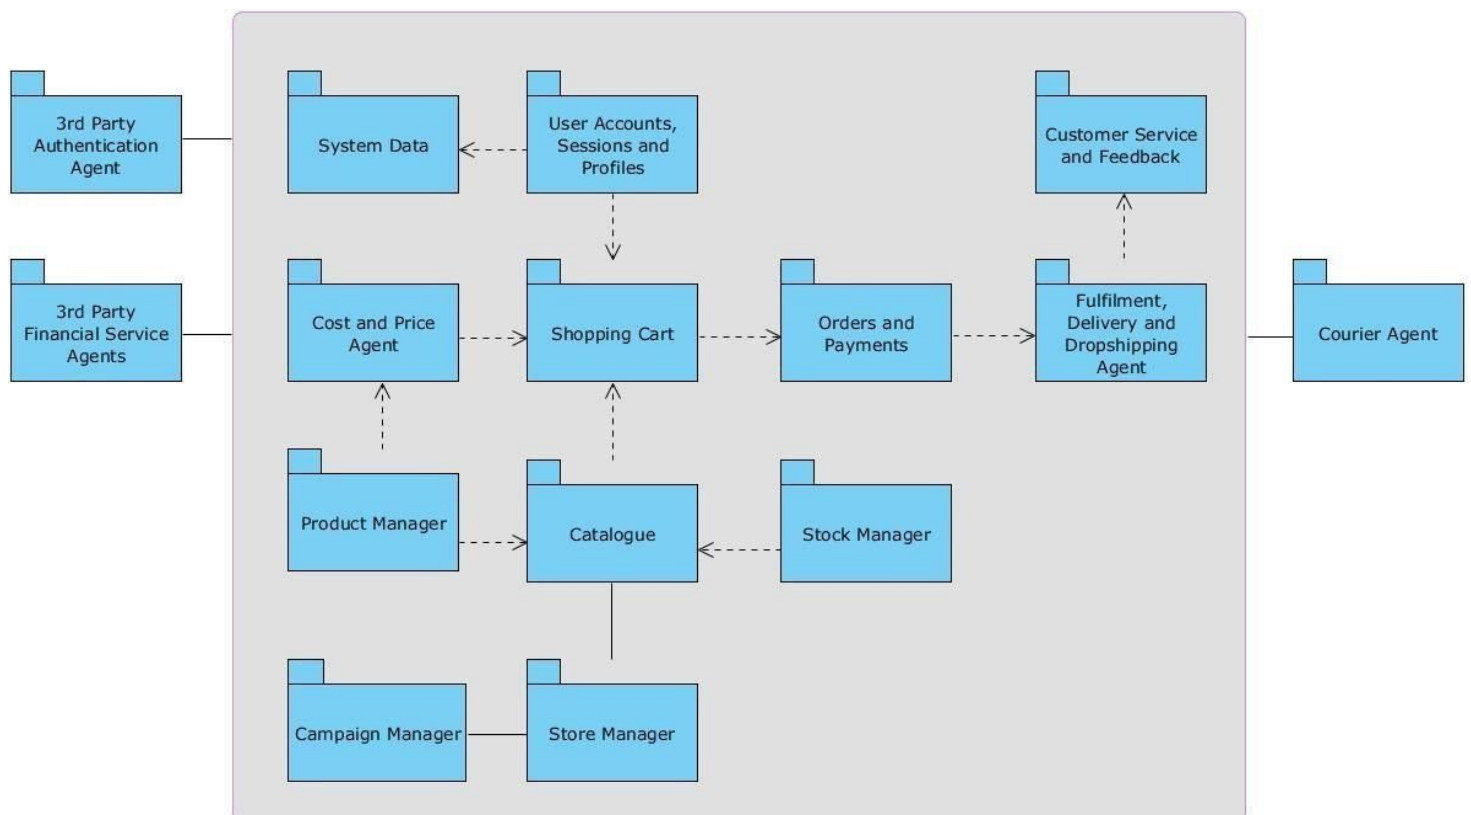 3rd Party
Authentication
Agent
System Data
User Accounts,
Sessions and
Profiles
Customer Service
and Feedback
3rd Party
Financial Service
Agents
Cost and Price
Agent
Shopping Cart
Orders and
Payments
Fulfilment,
Delivery and
Dropshipping
Agent
Courier Agent
Product Manager
Catalogue
Stock Manager
Campaign Manager
Store Manager